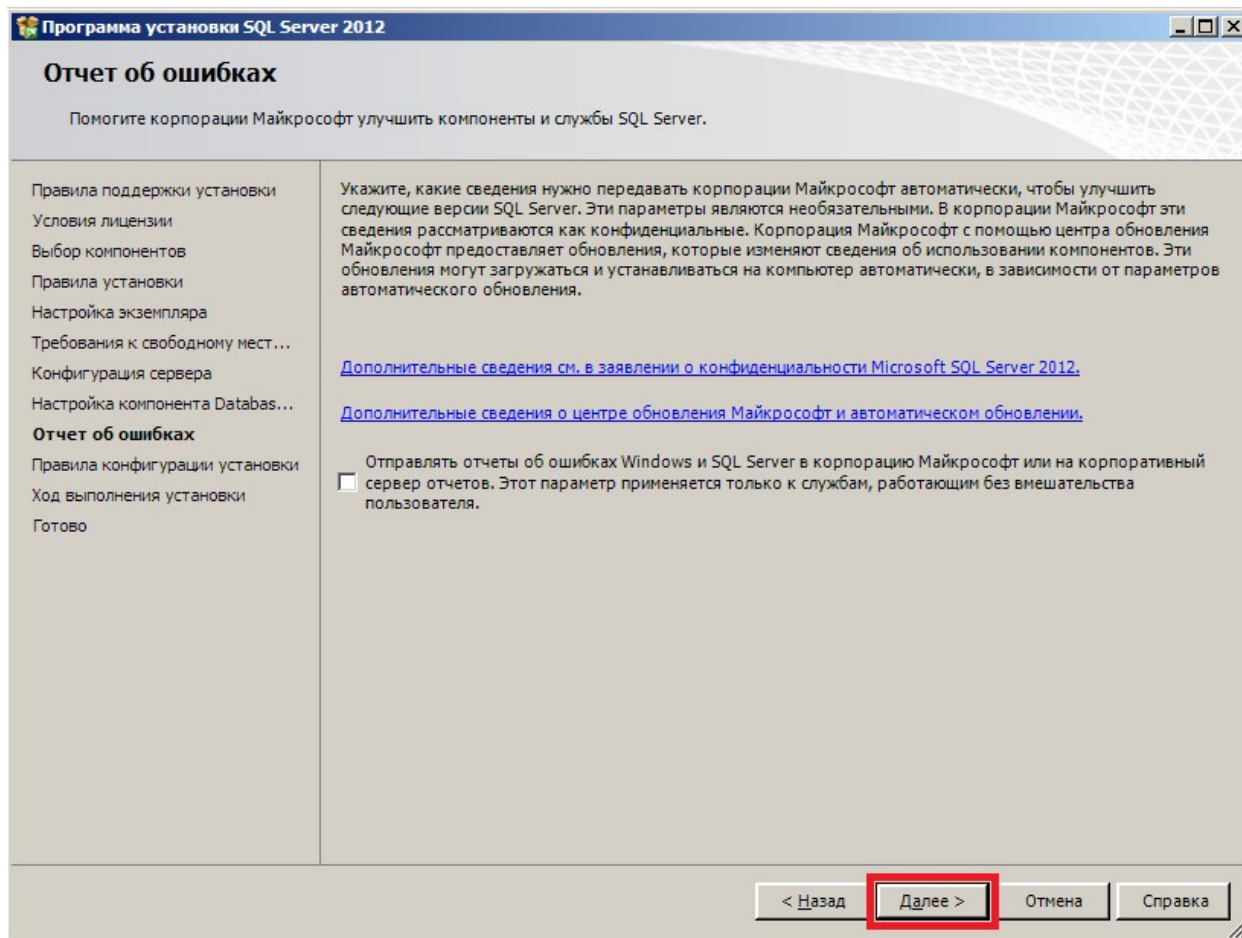 Программа установки SQL Server 2012
Отчет об ошибках
Помогите корпорации Майкрософт улучшить компоненты и службы SQL Server.
Правила поддержки установки
Условия лицензии
Выбор компонентов
Правила установки
Настройка экземпляра
Требования к свободному мест...
Конфигурация сервера
Настройка компонента Databas...
Отчет об ошибках
Правила конфигурации установки
Ход выполнения установки
Готово
Укажите, какие сведения нужно передавать корпорации Майкрософт автоматически, чтобы улучшить
следующие версии SQL Server. Эти параметры являются необязательными. В корпорации Майкрософт эти
сведения рассматриваются как конфиденциальные. Корпорация Майкрософт с помощью центра обновления
Майкрософт предоставляет обновления, которые изменяют сведения об использовании компонентов. Эти
обновления могут загружаться и устанавливаться на компьютер автоматически, в зависимости от параметров
автоматического обновления.
Дополнительные сведения см. в заявлении о конфиденциальности Microsoft SQL Server 2012.
Дополнительные сведения о центре обновления Майкрософт и автоматическом обновлении.
Отправлять отчеты об ошибках Windows и SQL Server в корпорацию Майкрософт или на корпоративный
сервер отчетов. Этот параметр применяется только к службам, работающим без вмешательства
пользователя.
< Назад
Далее >
Отмена
Справка